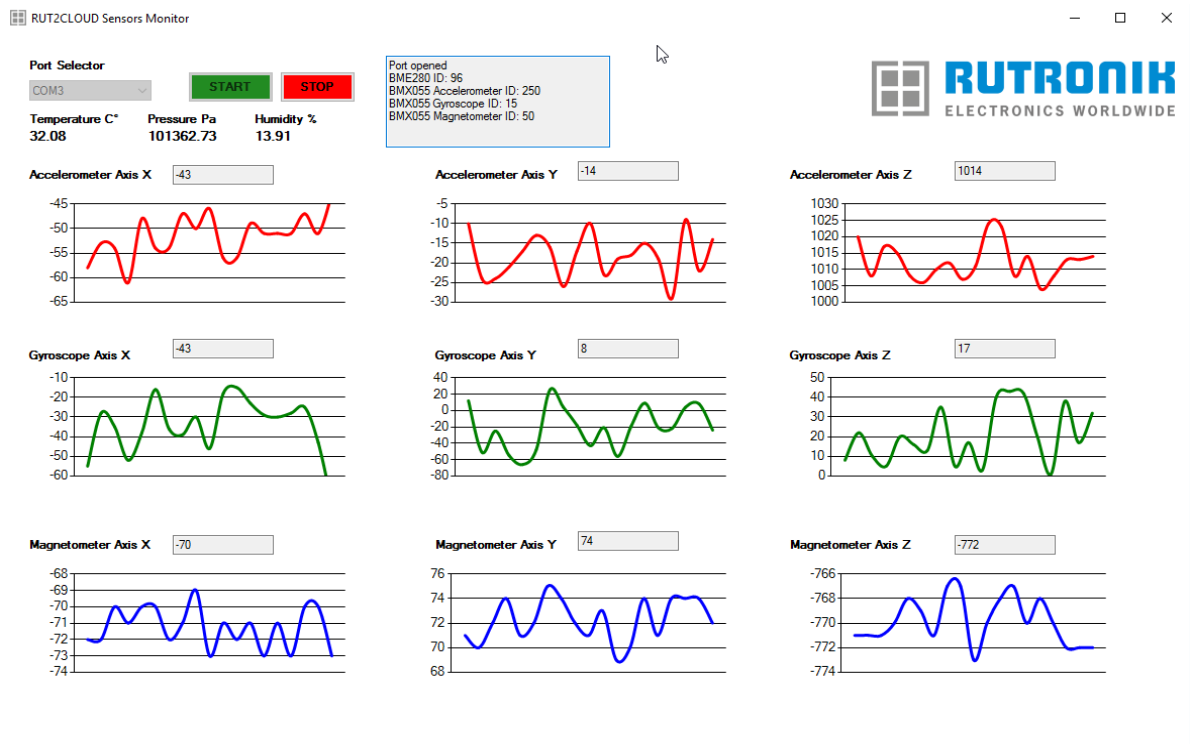 RUT2CLOUD Sensors Monitor
Port Selector
COM3
START
STOP
Temperature C°
Pressure Pa
Humidity %
32.08
101362.73
13.91
Port opened
BME280 ID: 96
BMX055 Accelerometer ID: 250
BMX055 Gyroscope ID: 15
BMX055 Magnetometer ID: 50
RUTRONIK
ELECTRONICS WORLDWIDE
Accelerometer Axis X
-43
-45
-50
-55
-60
-65
Accelerometer Axis Y
-14
-5
-10
-15
-20
-25
-30
Accelerometer Axis Z
1014
1030
1025
1020
1015
1010
1005
1000
Gyroscope Axis X
-43
-10
-20
-30
-40
-50
-60
Gyroscope Axis Y
8
40
20
0
-20
-40
-60
-80
Gyroscope Axis Z
17
50
40
30
20
10
0
Magnetometer Axis X
-70
-68
-69
-70
-71
-72
-73
-74
Magnetometer Axis Y
74
76
74
72
70
68
Magnetometer Axis Z
-772
-766
-768
-770
-772
-774